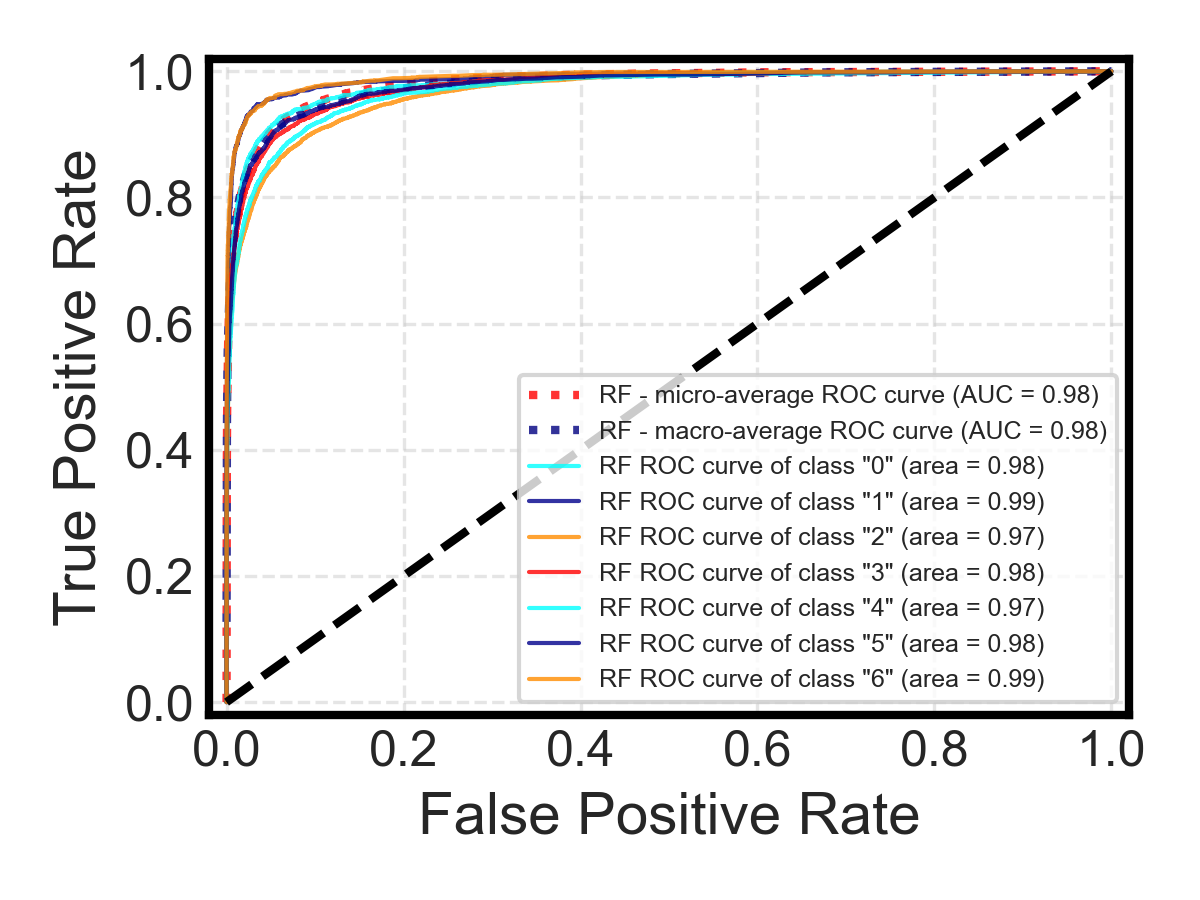 1.0
0.8
0.6
0.4
0.2
0.0
True Positive Rate
RF - micro-average ROC curve (AUC = 0.98)
RF - macro-average ROC curve (AUC = 0.98)
RF ROC curve of class "0" (area = 0.98)
RF ROC curve of class "1" (area = 0.99)
RF ROC curve of class "2" (area = 0.97)
RF ROC curve of class "3" (area = 0.98)
RF ROC curve of class "4" (area = 0.97)
RF ROC curve of class "5" (area = 0.98)
RF ROC curve of class "6" (area = 0.99)
0.0 0.2 0.4 0.6 0.8 1.0
False Positive Rate